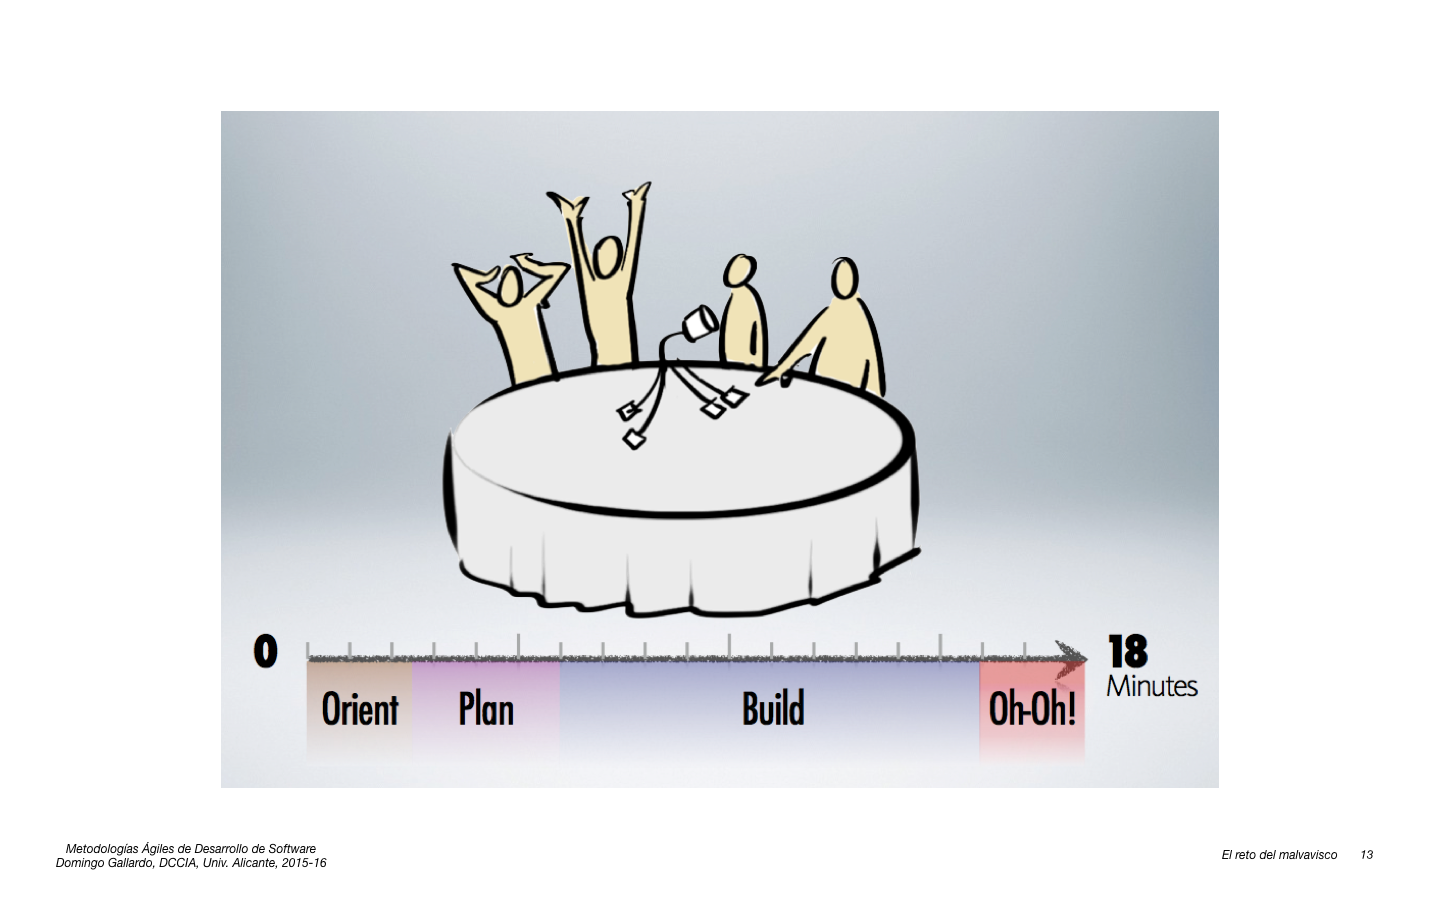 0
18
Minutes
Orient Plan Build Oh-Oh!
Metodologías Ágiles de Desarrollo de Software
Domingo Gallardo, DCCIA, Univ. Alicante, 2015-16
El reto del malvavisco 13